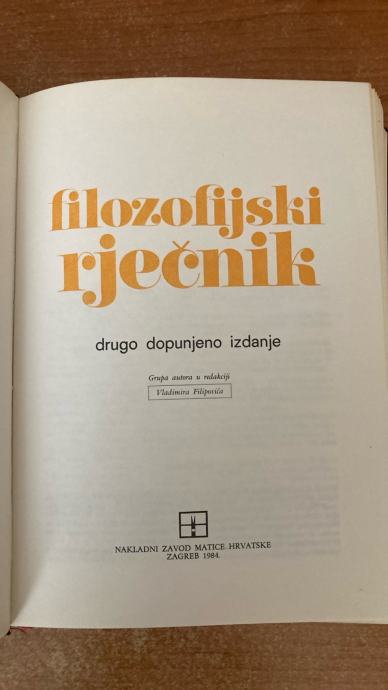 filozofijski
rječnik
drugo dopunjeno izdanje
Grupa autora u redakciji
Vladimira Filipovića
NAKLADNI ZAVOD MATICE HRVATSKE
ZAGREB 1984.